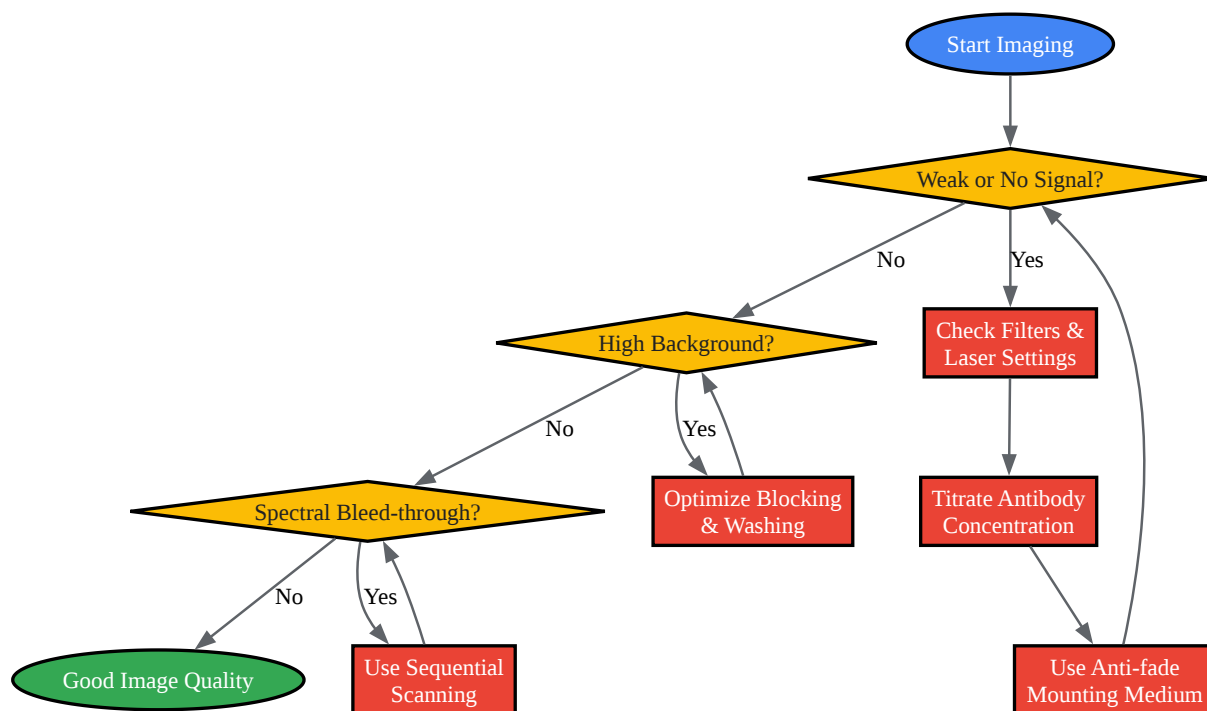 Start Imaging
Weak or No Signal?
No
Yes
High Background?
Check Filters &
Laser Settings
No
Yes
Spectral Bleed-through?
Optimize Blocking
& Washing
Titrate Antibody
Concentration
No
Yes
Good Image Quality
Use Sequential
Scanning
Use Anti-fade
Mounting Medium